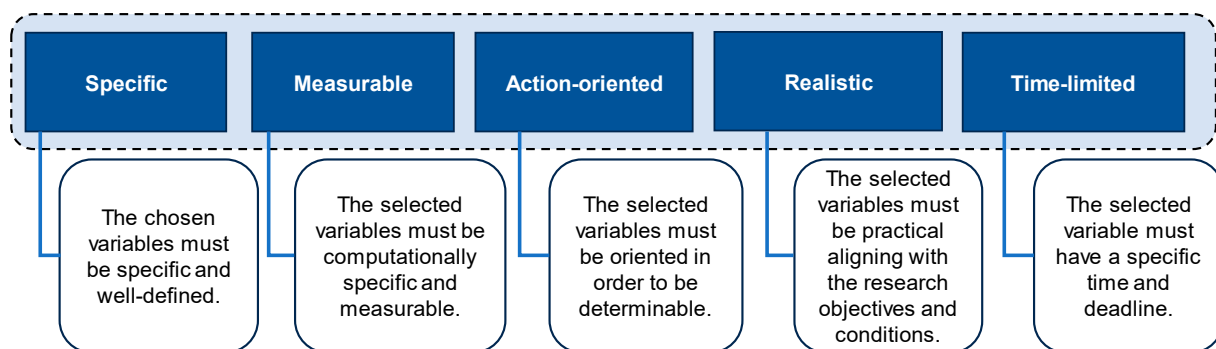 Specific
Measurable
Action-oriented
Realistic
Time-limited
The chosen
variables must
be specific and
well-defined.
The selected
variables must be
computationally
specific and
measurable.
The selected
variables must
be oriented in
order to be
determinable.
The selected
variables must
be practical
aligning with
the research
objectives and
conditions.
The selected
variable must
have a specific
time and
deadline.